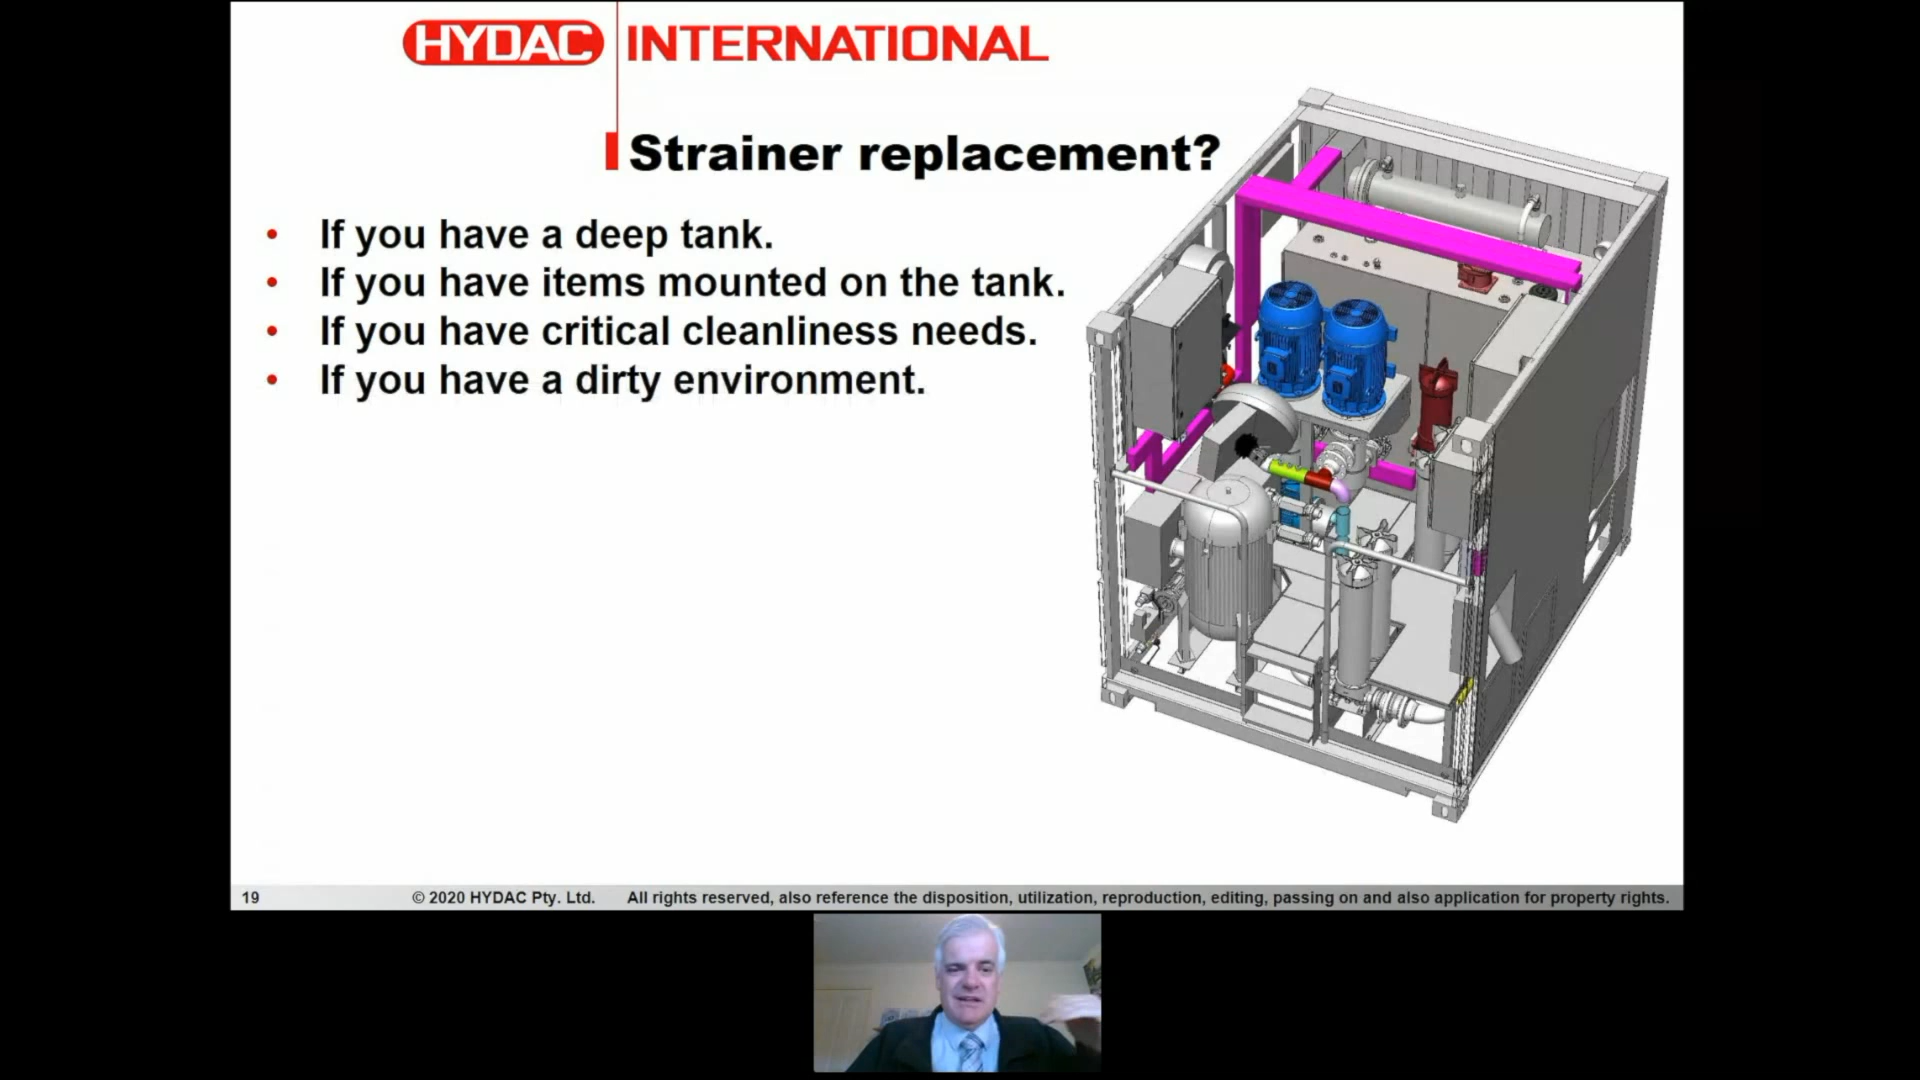 HYDAC INTERNATIONAL
Strainer replacement?
• If you have a deep tank.
• If you have items mounted on the tank.
• If you have critical cleanliness needs.
• If you have a dirty environment.
19 © 2020 HYDAC Pty. Ltd. All rights reserved, also reference the disposition, utilization, reproduction, editing, passing on and also application for property rights.